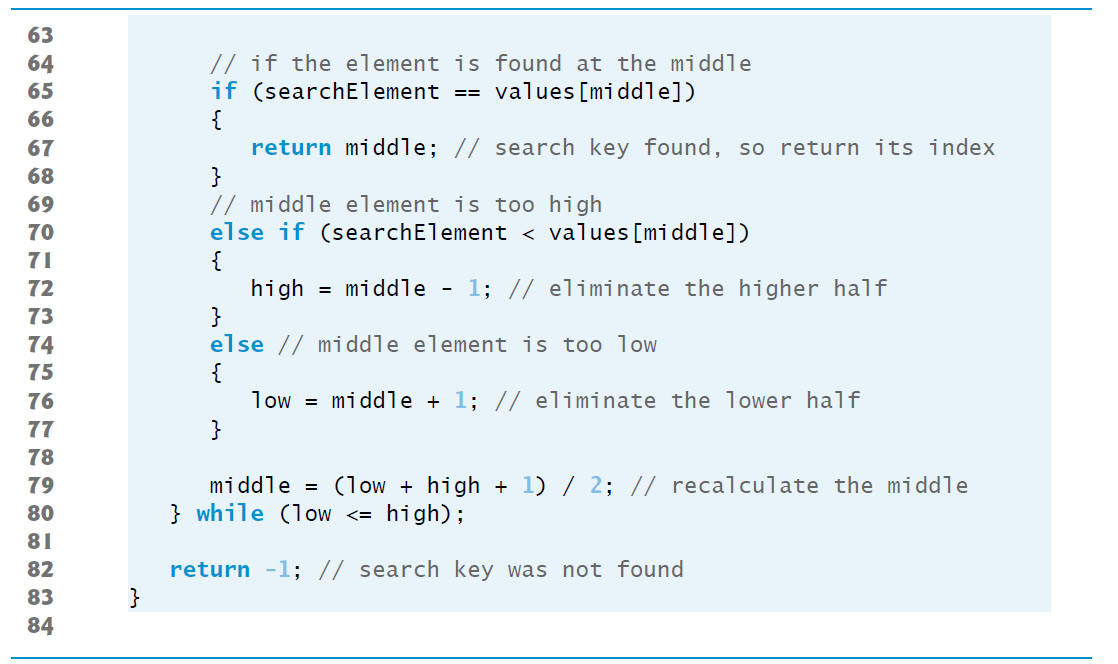 63
64 // if the element is found at the middle
65 if (searchElement == values[middle])
66 {
67 return middle; // search key found, so return its index
68 }
69 // middle element is too high
70 else if (searchElement < values[middle])
71 {
72 high = middle - 1; // eliminate the higher half
73 }
74 else // middle element is too low
75 {
76 low = middle + 1; // eliminate the lower half
77 }
78
79 middle = (low + high + 1) / 2; // recalculate the middle
80 } while (low <= high);
81
82 return -1; // search key was not found
83 }
84